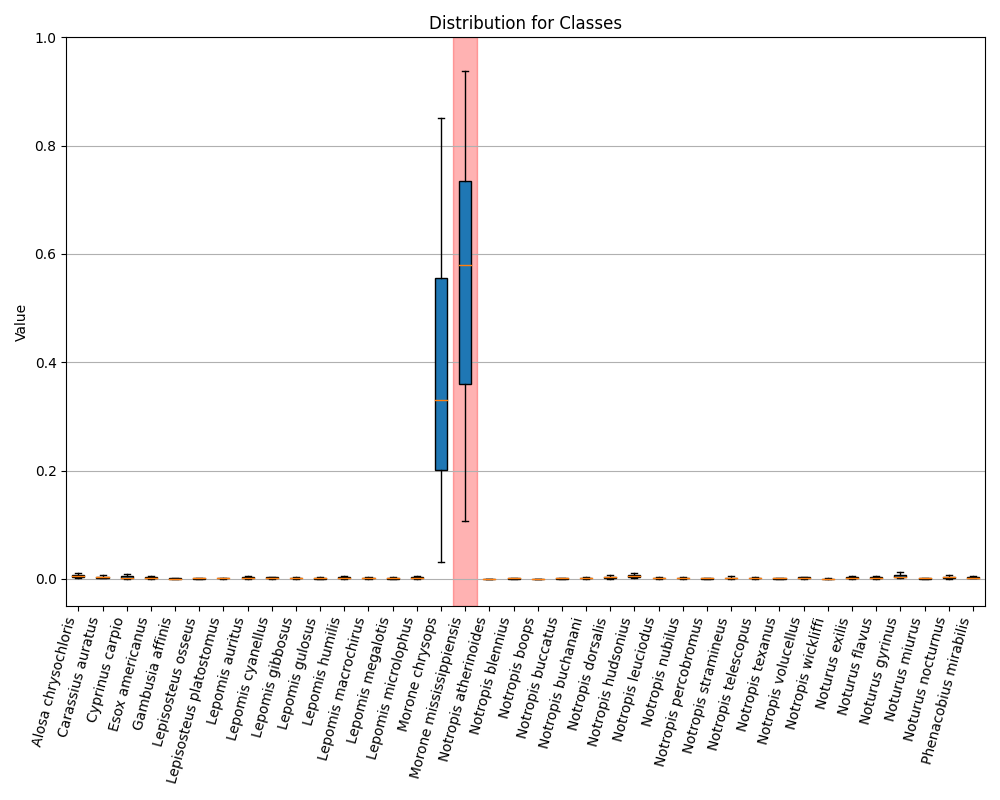 Distribution for Classes
Value
1.0
0.8
0.6
0.4
0.2
0.0
Alosa chrysochloris
Carassius auratus
Cyprinus carpio
Esox americanus
Gambusia affinis
Lepisosteus osseus
Lepisosteus platostomus
Lepomis auritus
Lepomis cyanellus
Lepomis gibbosus
Lepomis gulosus
Lepomis humilis
Lepomis macrochirus
Lepomis megalotis
Lepomis microlophus
Morone chrysops
Morone mississippiensis
Notropis atherinoides
Notropis blennius
Notropis boops
Notropis buccatus
Notropis buchanani
Notropis dorsalis
Notropis hudsonius
Notropis leuciodus
Notropis nubilus
Notropis percobromus
Notropis stramineus
Notropis telescopus
Notropis texanus
Notropis volucellus
Notropis wickliffi
Noturus exilis
Noturus flavus
Noturus gyrinus
Noturus miurus
Noturus nocturnus
Phenacobius mirabilis